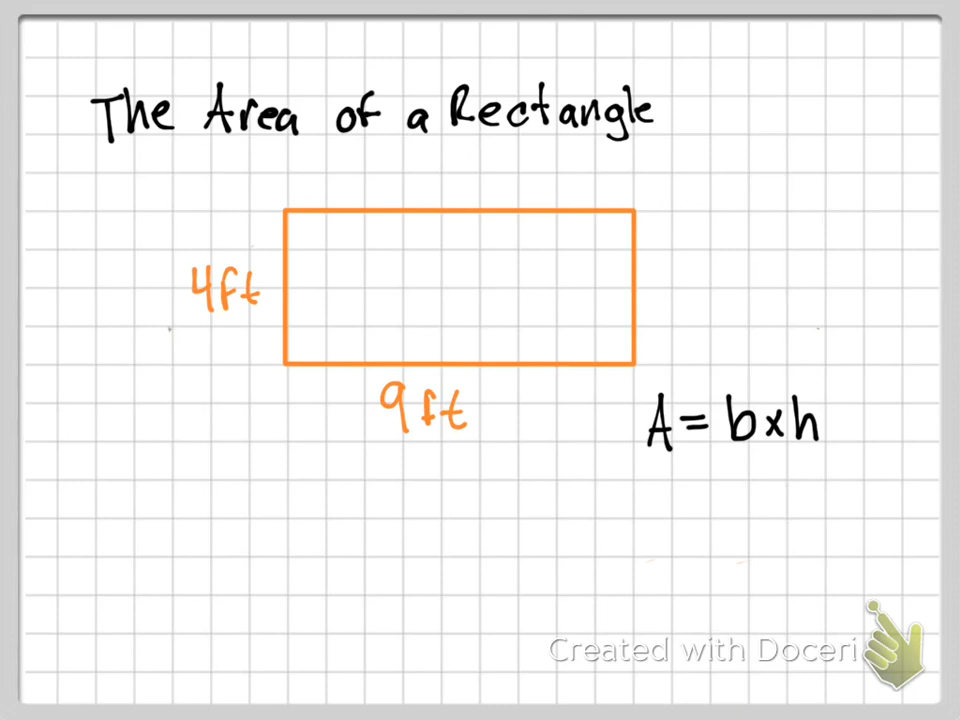 The Area of a Rectangle
4ft
9ft
A = b x h
Created with Doceri